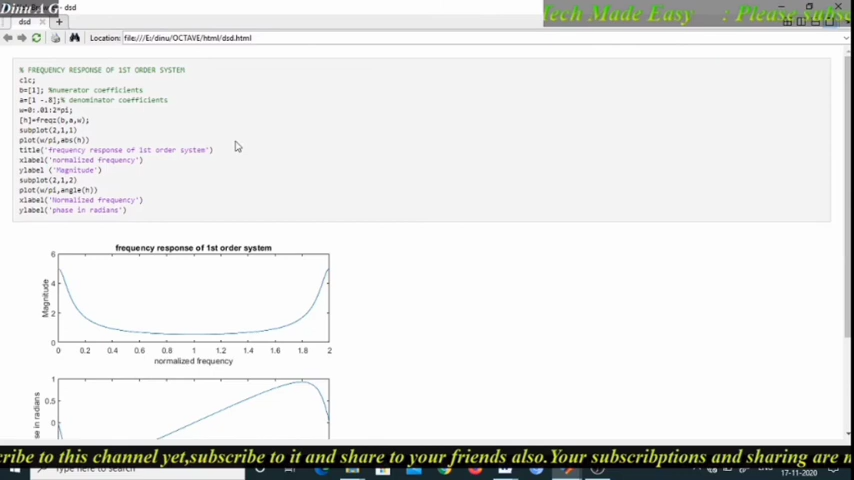 Dinu A G
- dsd
Tech Made Easy : Please subsc
dsd
Location: file:///E:/dinu/OCTAVE/html/dsd.html
% FREQUENCY RESPONSE OF 1ST ORDER SYSTEM
clc;
b=[1]; %numerator coefficients
a=[1 -.8];% denominator coefficients
w=0:.01:2*pi;
[h]=freqz(b,a,w);
subplot(2,1,1)
plot(w/pi,abs(h))
title('frequency response of 1st order system')
xlabel('normalized frequency')
ylabel ('Magnitude')
subplot(2,1,2)
plot(w/pi,angle(h))
xlabel('Normalized frequency')
ylabel('phase in radians')
frequency response of 1st order system
6
4
2
0
Magnitude
0 0.2 0.4 0.6 0.8 1 1.2 1.4 1.6 1.8 2
normalized frequency
1
0.5
0
se in radians
cribe to this channel yet,subscribe to it and share to your friends also.Your subscribptions and sharing are n
Type here to search
17-11-2020